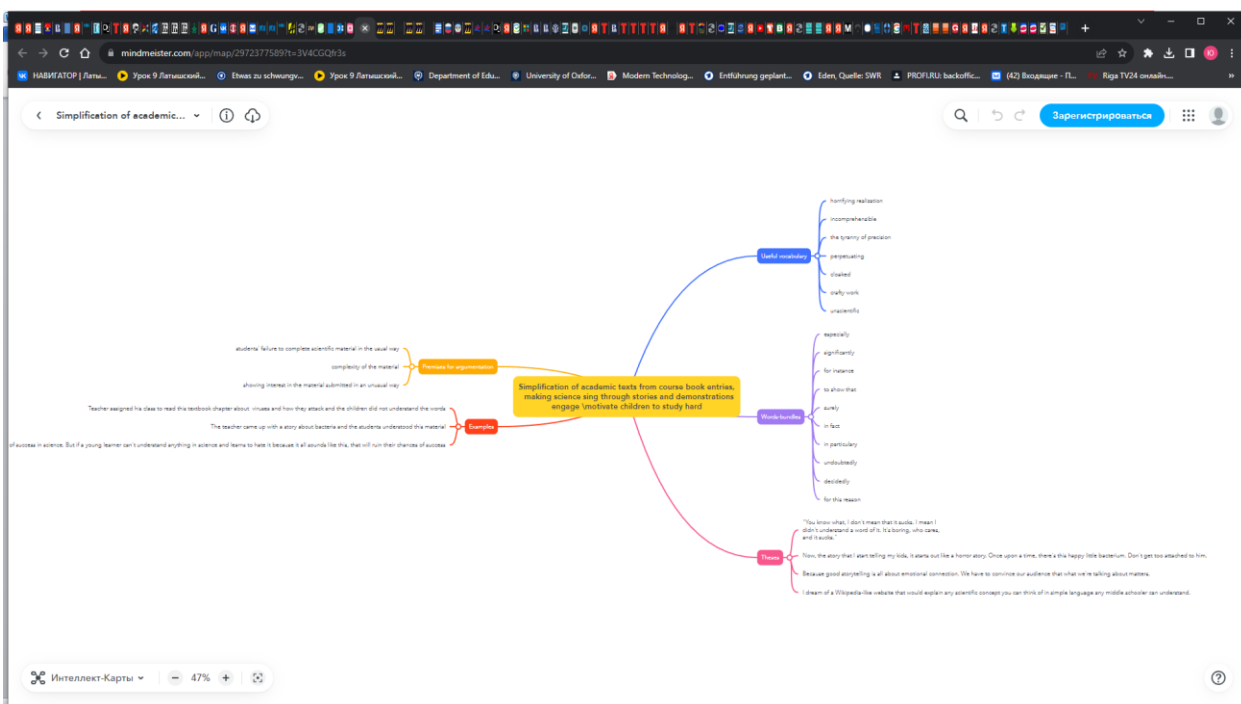 mindmeister.com/app/map/2972377589?t=3V4CGQfr3s
НАВИГАТОР | Латы...
Урок 9 Латышский...
Etwas zu schwungv...
Урок 9 Латышский...
Department of Edu...
University of Oxfor...
Modern Technolog...
Entführung geplant...
Eden, Quelle: SWR
PROFI.RU: backoffic...
(42) Входящие - П...
Riga TV24 онлайн....
Simplification of academic...
Зарегистрироваться
horrifying realization
incomprehensible
the tyranny of precision
Useful vocabulary
perpetuating
cloaked
crafty work
unscientific
especially
significantly
for instance
to show that
surely
Words-bundles
in fact
in particulary
undoubtedly
decidedly
for this reason
students' failure to complete scientific material in the usual way
complexity of the material
Premises for argumentation
showing interest in the material submitted in an unusual way
Simplification of academic texts from course book entries,
making science sing through stories and demonstrations
engage \motivate children to study hard
Teacher assigned his class to read this textbook chapter about viruses and how they attack and the children did not understand the words
The teacher came up with a story about bacteria and the students understood this material
Examples
of success in science. But if a young learner can't understand anything in science and learns to hate it because it all sounds like this, that will ruin their chances of success
"You know what, I don't mean that it sucks, I mean I
didn't understand a word of it. It's boring, who cares,
and it sucks."
Theses
Now, the story that I start telling my kids, it starts out like a horror story. Once upon a time, there's this happy little bacterium. Don't get too attached to him.
Because good storytelling is all about emotional connection. We have to convince our audience that what we're talking about matters.
I dream of a Wikipedia-like website that would explain any scientific concept you can think of in simple language any middle schooler can understand.
Интеллект-Карты
47%